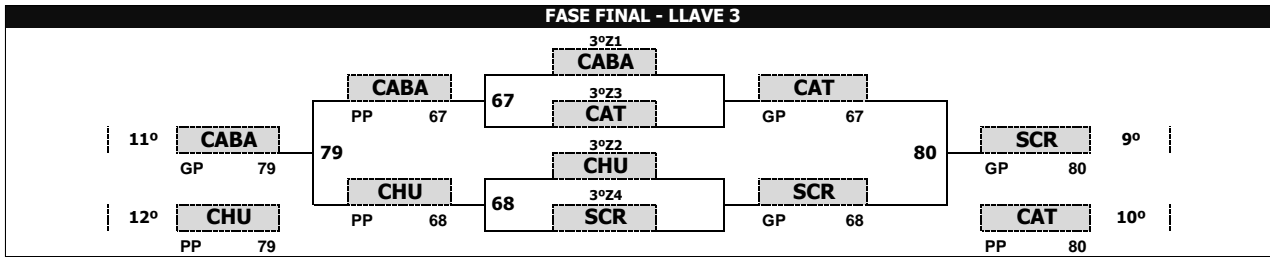 FASE FINAL - LLAVE 3
3ºZ1
CABA
CABA
67
3ºZ3
CAT
CAT
PP 67
GP 67
11º CABA
79
3ºZ2
CHU
80
SCR 9º
GP 79
GP 80
CHU
68
3ºZ4
SCR
SCR
12º CHU
PP 68
GP 68
CAT 10º
PP 79
PP 80